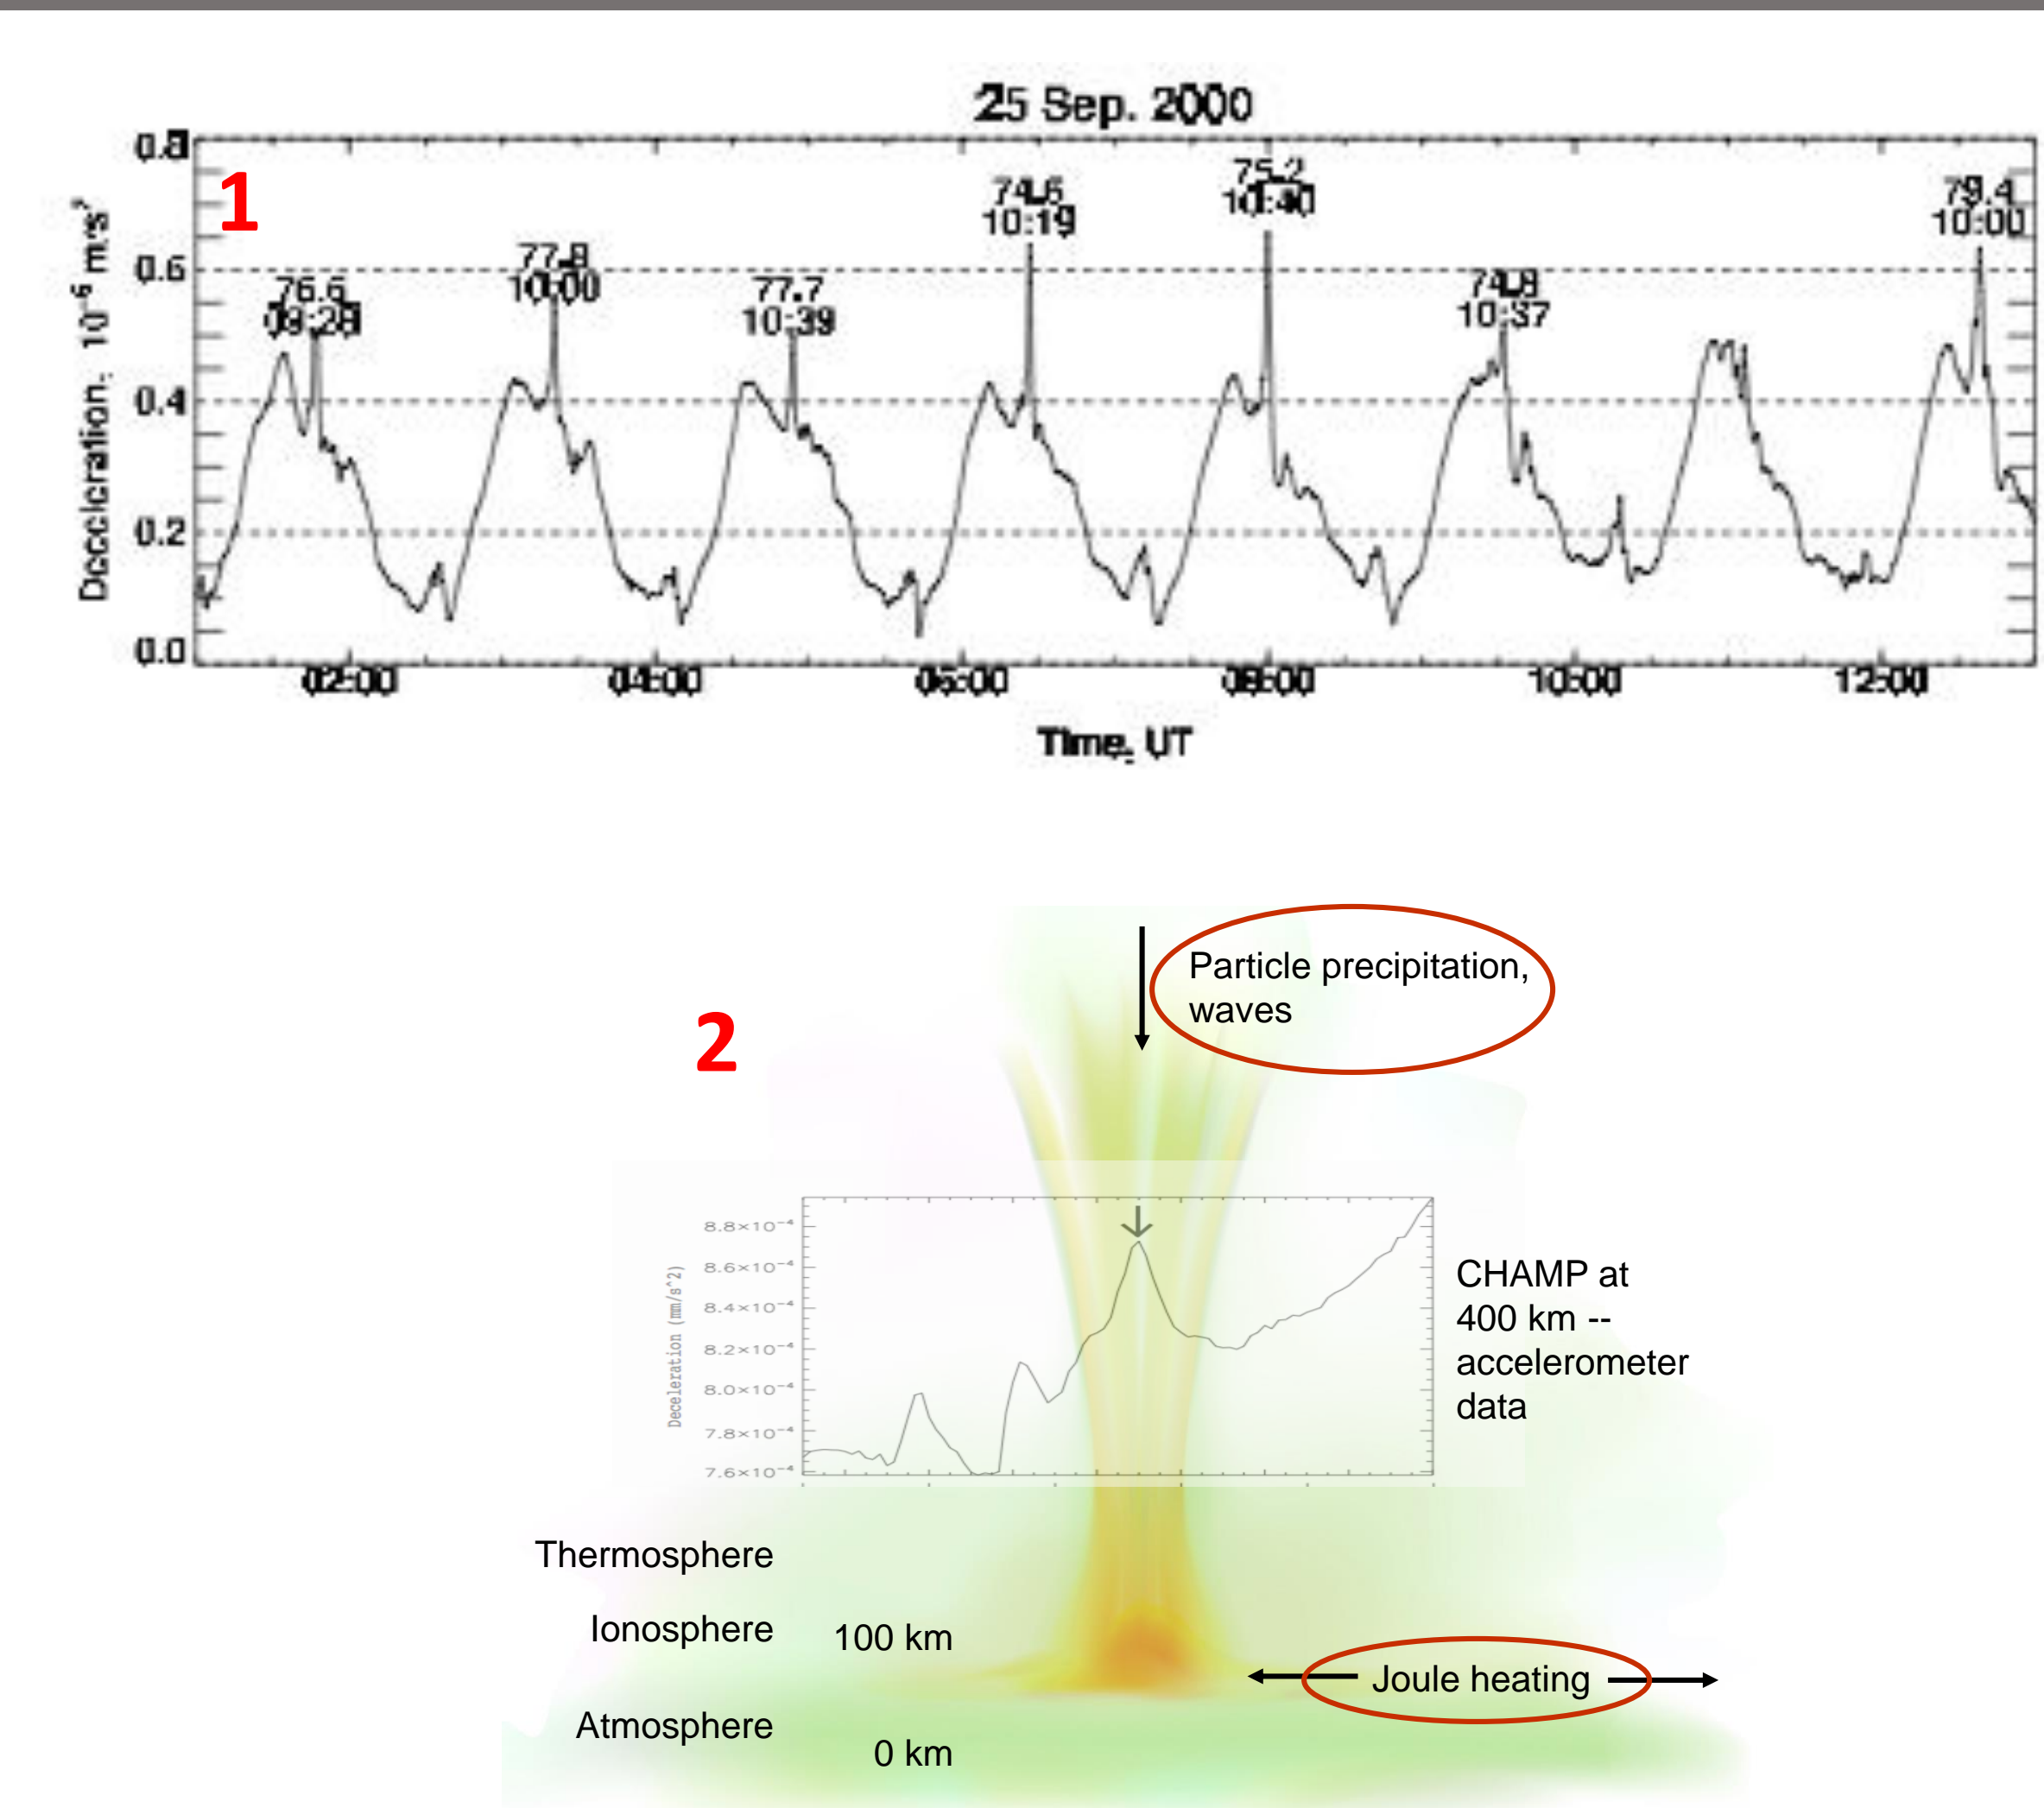 25 Sep. 2000
1
0.8
0.6
0.4
0.2
0.0
Deceleration. 10⁻⁶ m/s²
76.6
09:28
77.8
10:00
77.7
10:39
74.6
10:19
75.2
10:40
74.8
10:37
79.4
10:00
02:00
04:00
06:00
08:00
10:00
12:00
Time, UT
2
Particle precipitation,
waves
Deceleration (mm/s^2)
8.8×10⁻⁴
8.6×10⁻⁴
8.4×10⁻⁴
8.2×10⁻⁴
8.0×10⁻⁴
7.8×10⁻⁴
7.6×10⁻⁴
CHAMP at
400 km --
accelerometer
data
Thermosphere
Ionosphere
100 km
Joule heating
Atmosphere
0 km